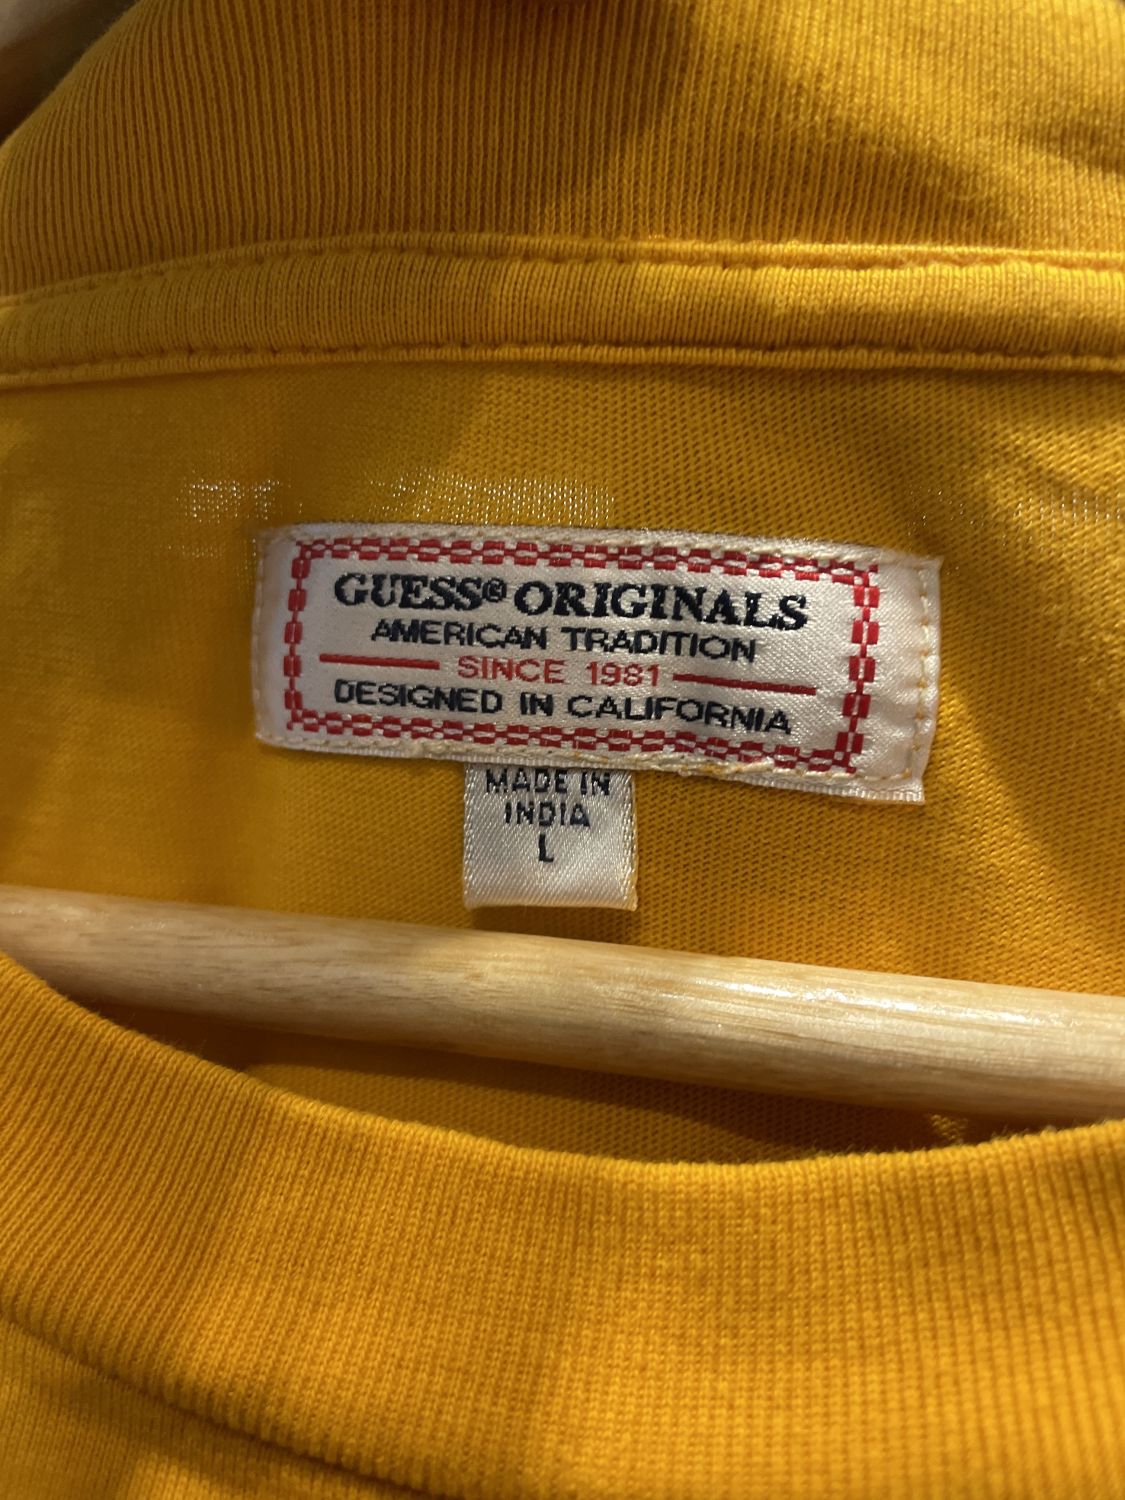 GUESS® ORIGINALS
AMERICAN TRADITION
SINCE 1981
DESIGNED IN CALIFORNIA
MADE IN
INDIA
L